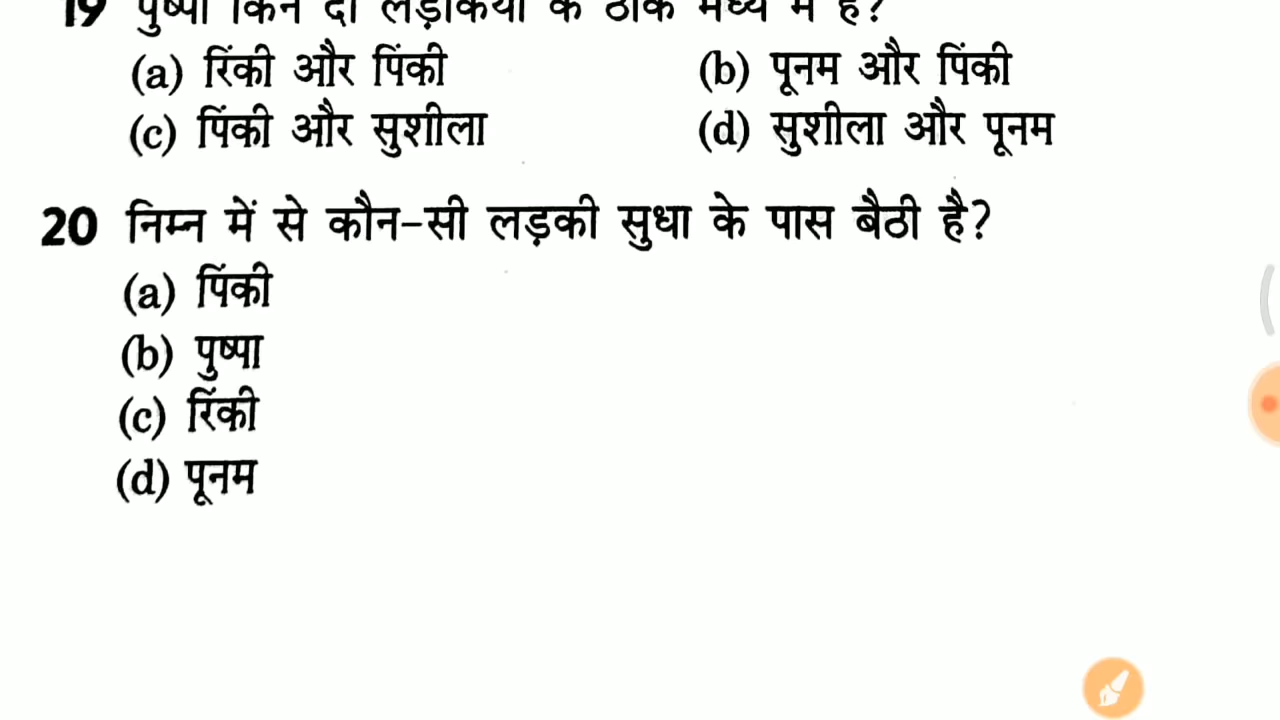 19 पुष्पा किन दो लड़कियों के ठीक मध्य में है?
(a) रिंकी और पिंकी (b) पूनम और पिंकी
(c) पिंकी और सुशीला (d) सुशीला और पूनम
20 निम्न में से कौन-सी लड़की सुधा के पास बैठी है?
(a) पिंकी
(b) पुष्पा
(c) रिंकी
(d) पूनम